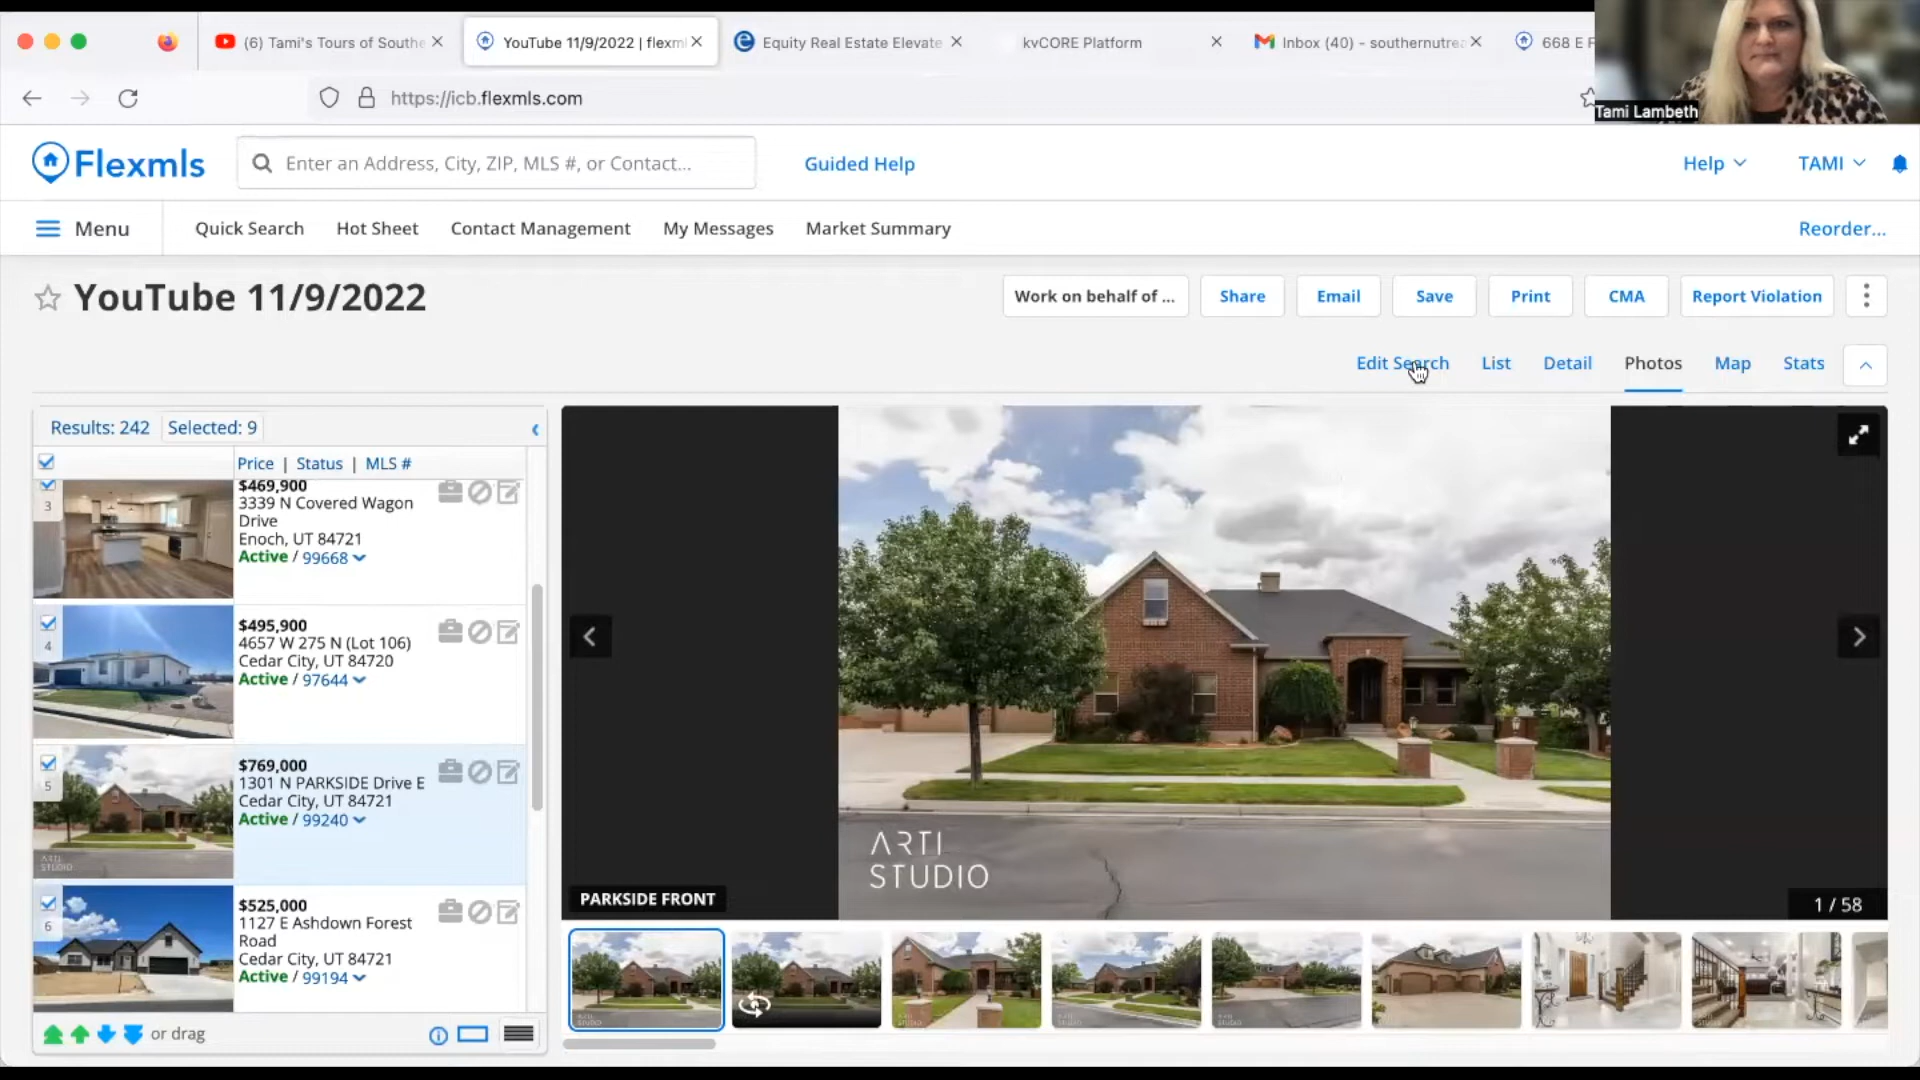 (6) Tami's Tours of Southe
YouTube 11/9/2022 | flexml
Equity Real Estate Elevate
kvCORE Platform
Inbox (40) - southernutrea
668 E F
https://icb.flexmls.com
Tami Lambeth
Flexmls
Enter an Address, City, ZIP, MLS #, or Contact...
Guided Help
Help
TAMI
Menu
Quick Search
Hot Sheet
Contact Management
My Messages
Market Summary
Reorder...
YouTube 11/9/2022
Work on behalf of ...
Share
Email
Save
Print
CMA
Report Violation
Edit Search
List
Detail
Photos
Map
Stats
Results: 242
Selected: 9
Price | Status | MLS #
3
$469,900
3339 N Covered Wagon
Drive
Enoch, UT 84721
Active / 99668
4
$495,900
4657 W 275 N (Lot 106)
Cedar City, UT 84720
Active / 97644
5
$769,000
1301 N PARKSIDE Drive E
Cedar City, UT 84721
Active / 99240
6
$525,000
1127 E Ashdown Forest
Road
Cedar City, UT 84721
Active / 99194
or drag
ARTI
STUDIO
PARKSIDE FRONT
1 / 58